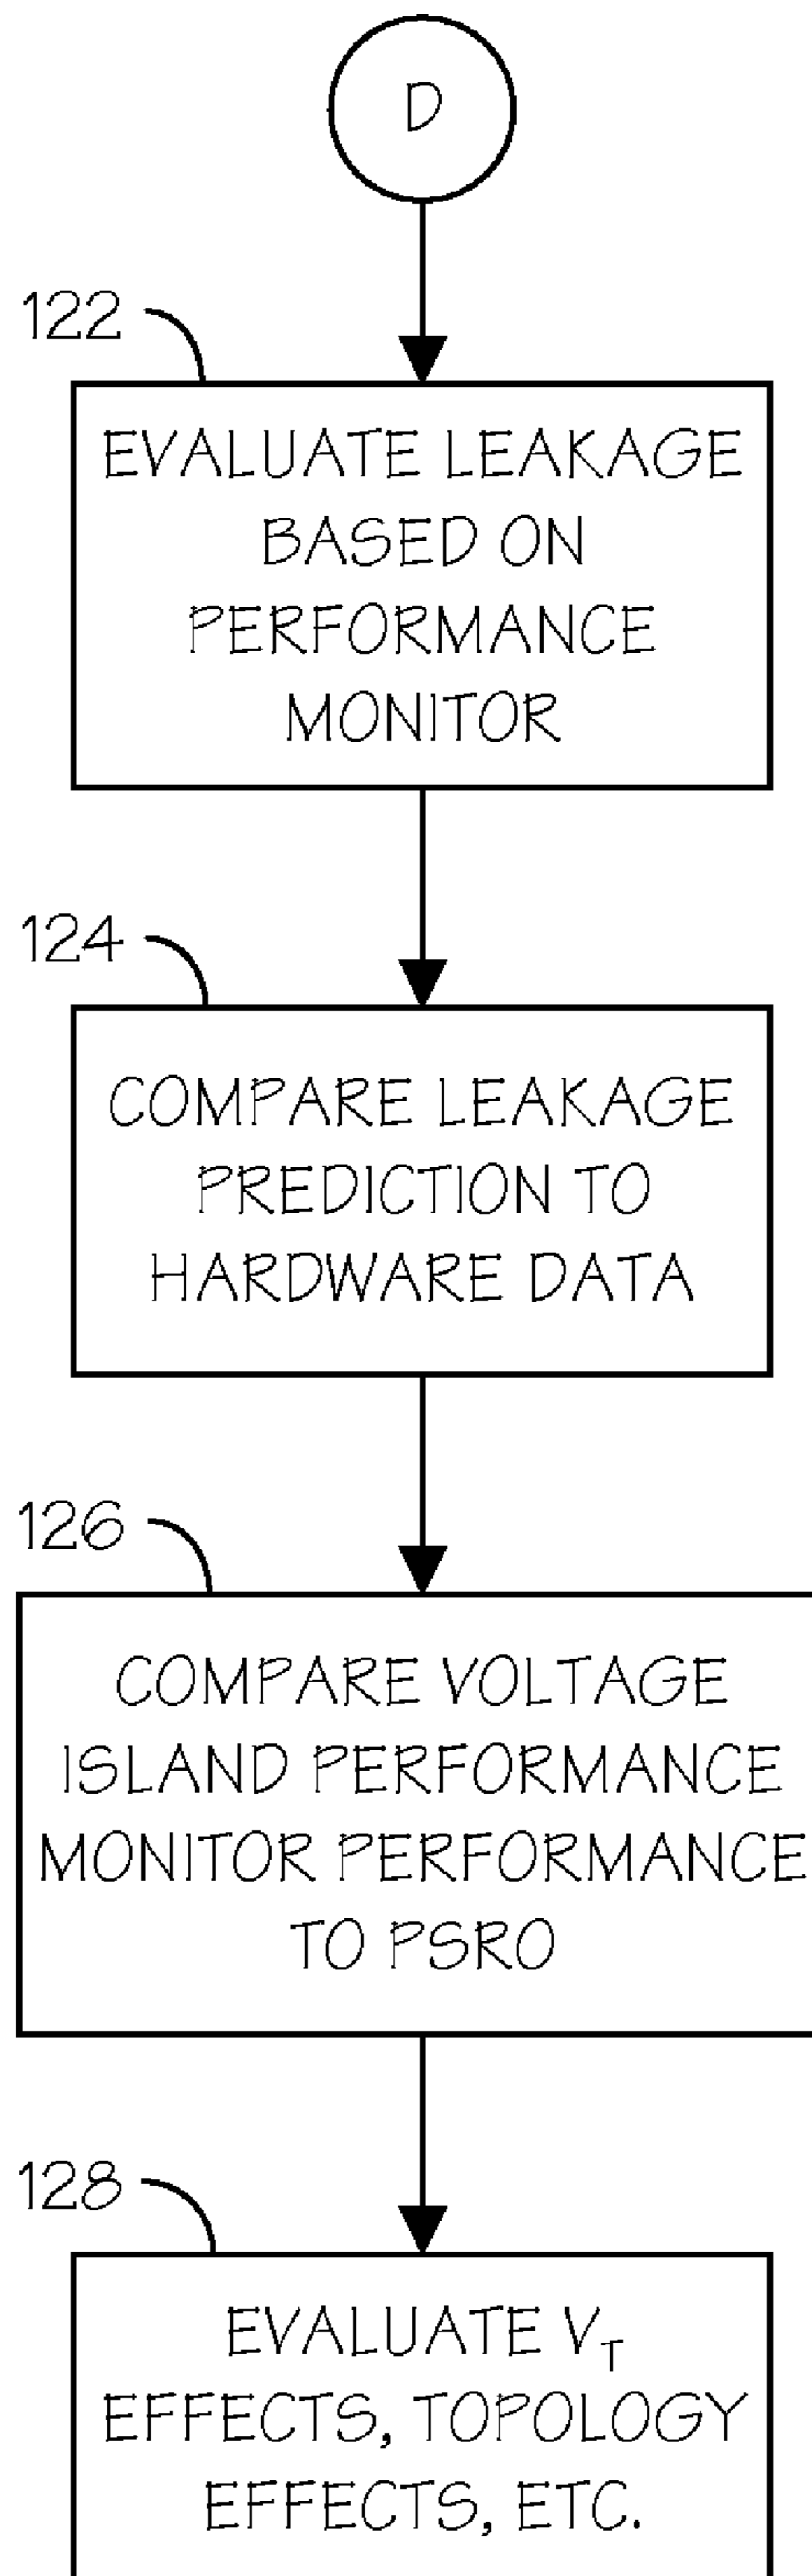 D
122
EVALUATE LEAKAGE
BASED ON
PERFORMANCE
MONITOR
124
COMPARE LEAKAGE
PREDICTION TO
HARDWARE DATA
126
COMPARE VOLTAGE
ISLAND PERFORMANCE
MONITOR PERFORMANCE
TO PSRO
128
EVALUATE VT
EFFECTS, TOPOLOGY
EFFECTS, ETC.